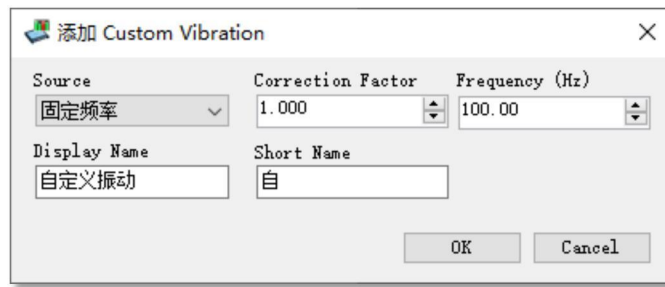 添加 Custom Vibration
Source Correction Factor Frequency (Hz)
固定频率 1.000 100.00
Display Name Short Name
自定义振动 自
OK Cancel